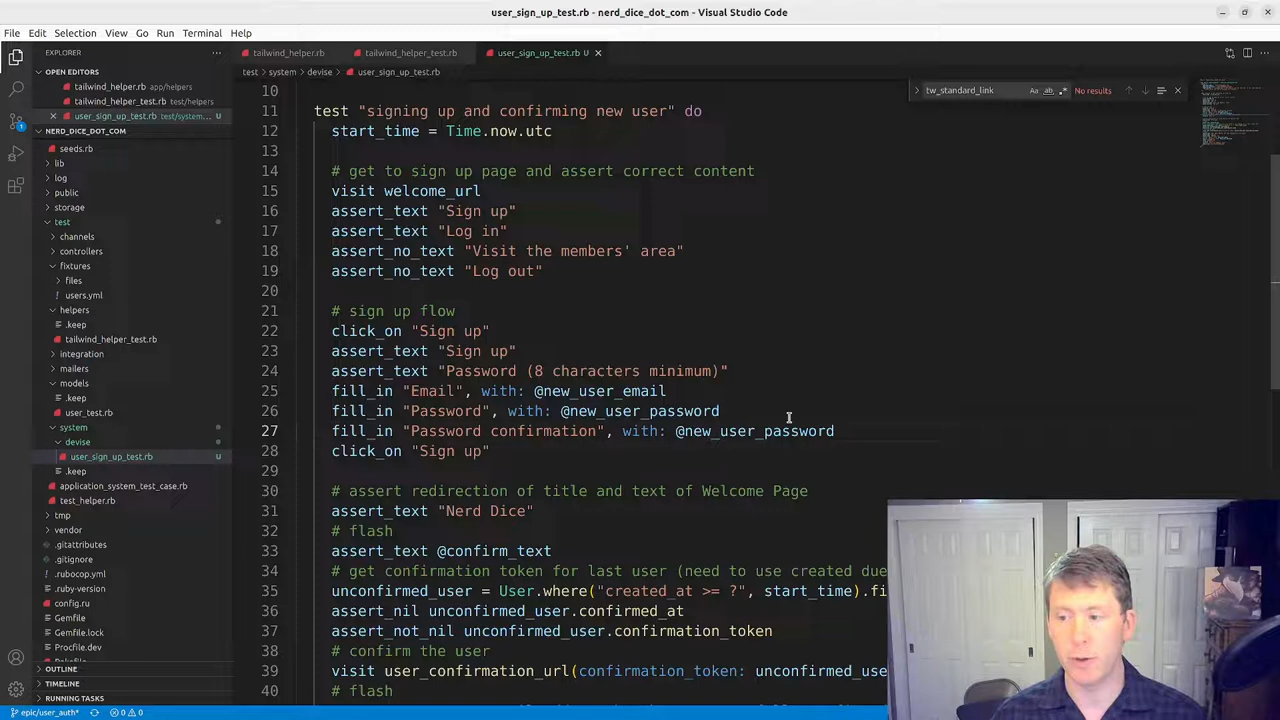 user_sign_up_test.rb - nerd_dice_dot_com - Visual Studio Code
File Edit Selection View Go Run Terminal Help
EXPLORER
tailwind_helper.rb
tailwind_helper_test.rb
user_sign_up_test.rb U
OPEN EDITORS
test > system > devise > user_sign_up_test.rb
tailwind_helper.rb app/helpers
tailwind_helper_test.rb test/helpers
user_sign_up_test.rb test/system... U
tw_standard_link
Aa ab .* No results
NERD_DICE_DOT_COM
seeds.rb
lib
log
public
storage
test
channels
controllers
fixtures
files
users.yml
helpers
.keep
tailwind_helper_test.rb
integration
mailers
models
.keep
user_test.rb
system
devise
user_sign_up_test.rb U
.keep
application_system_test_case.rb
test_helper.rb
tmp
vendor
.gitattributes
.gitignore
.rubocop.yml
.ruby-version
config.ru
Gemfile
Gemfile.lock
Procfile.dev
OUTLINE
TIMELINE
RUNNING TASKS
10
11 test "signing up and confirming new user" do
12 start_time = Time.now.utc
13
14 # get to sign up page and assert correct content
15 visit welcome_url
16 assert_text "Sign up"
17 assert_text "Log in"
18 assert_no_text "Visit the members' area"
19 assert_no_text "Log out"
20
21 # sign up flow
22 click_on "Sign up"
23 assert_text "Sign up"
24 assert_text "Password (8 characters minimum)"
25 fill_in "Email", with: @new_user_email
26 fill_in "Password", with: @new_user_password
27 fill_in "Password confirmation", with: @new_user_password
28 click_on "Sign up"
29
30 # assert redirection of title and text of Welcome Page
31 assert_text "Nerd Dice"
32 # flash
33 assert_text @confirm_text
34 # get confirmation token for last user (need to use created due
35 unconfirmed_user = User.where("created_at >= ?", start_time).fi
36 assert_nil unconfirmed_user.confirmed_at
37 assert_not_nil unconfirmed_user.confirmation_token
38 # confirm the user
39 visit user_confirmation_url(confirmation_token: unconfirmed_use
40 # flash
epic/user_auth* 0 0